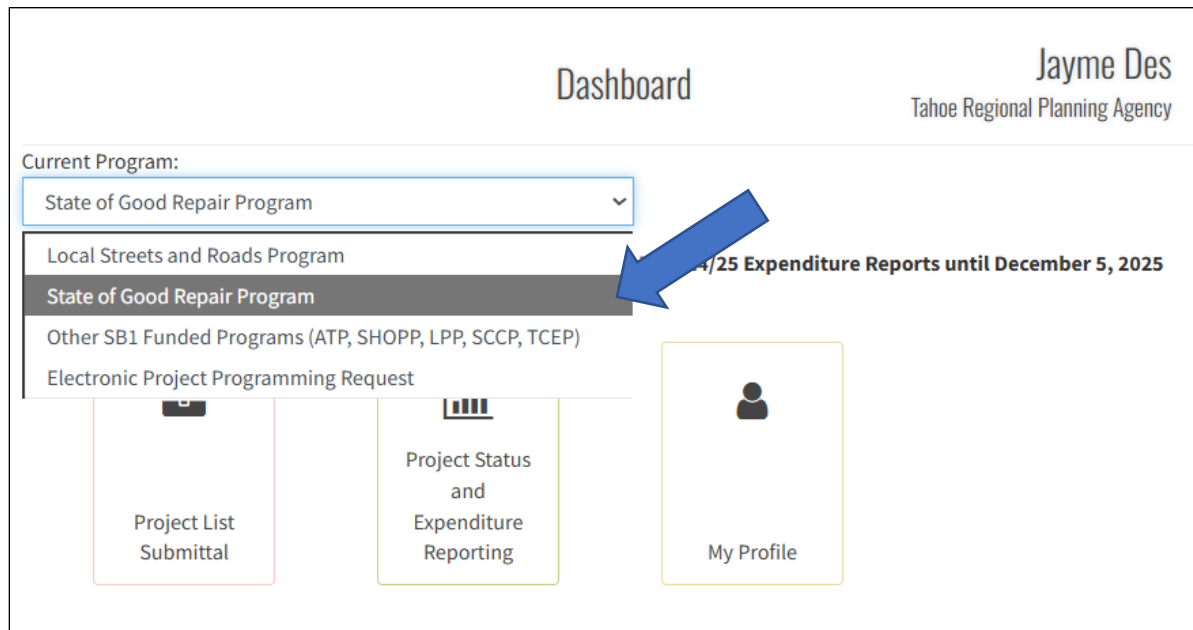 Dashboard
Jayme Des
Tahoe Regional Planning Agency
Current Program:
State of Good Repair Program
Local Streets and Roads Program
State of Good Repair Program
Other SB1 Funded Programs (ATP, SHOPP, LPP, SCCP, TCEP)
Electronic Project Programming Request
4/25 Expenditure Reports until December 5, 2025
Project List
Submittal
Project Status
and
Expenditure
Reporting
My Profile